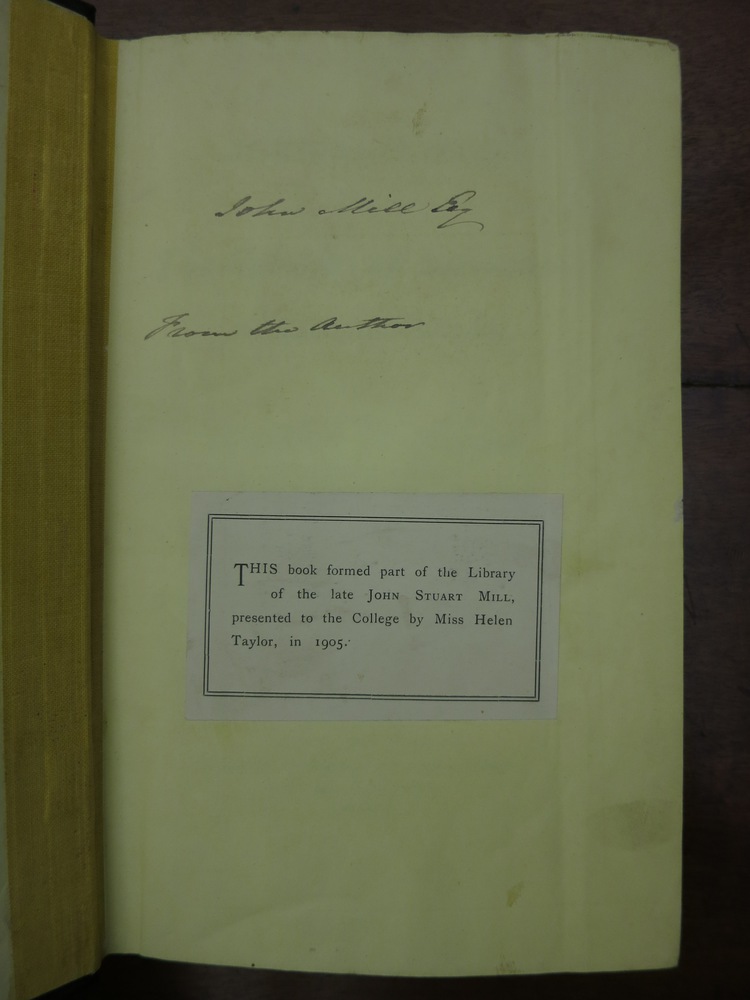 John Mill Esq
From the Author
THIS book formed part of the Library
of the late JOHN STUART MILL,
presented to the College by Miss Helen
Taylor, in 1905.